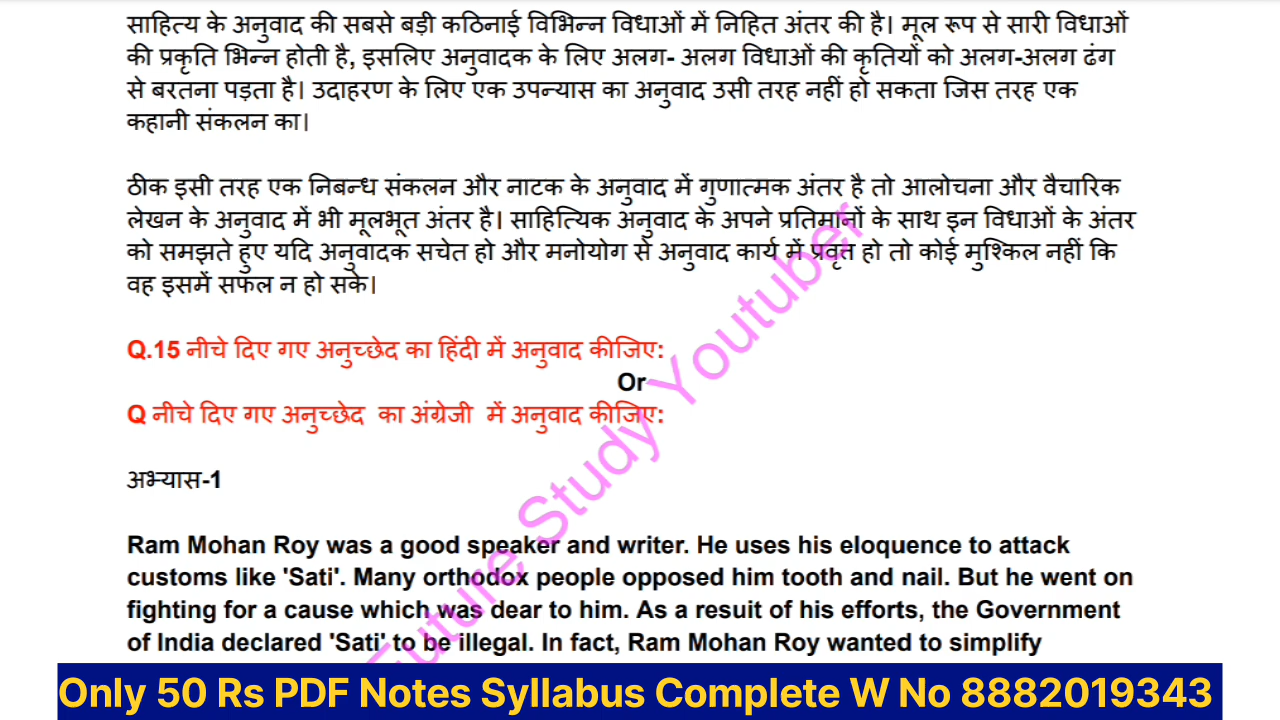 साहित्य के अनुवाद की सबसे बड़ी कठिनाई विभिन्न विधाओं में निहित अंतर की है। मूल रूप से सारी विधाओं
की प्रकृति भिन्न होती है, इसलिए अनुवादक के लिए अलग- अलग विधाओं की कृतियों को अलग-अलग ढंग
से बरतना पड़ता है। उदाहरण के लिए एक उपन्यास का अनुवाद उसी तरह नहीं हो सकता जिस तरह एक
कहानी संकलन का।
ठीक इसी तरह एक निबन्ध संकलन और नाटक के अनुवाद में गुणात्मक अंतर है तो आलोचना और वैचारिक
लेखन के अनुवाद में भी मूलभूत अंतर है। साहित्यिक अनुवाद के अपने प्रतिमानों के साथ इन विधाओं के अंतर
को समझते हुए यदि अनुवादक सचेत हो और मनोयोग से अनुवाद कार्य में प्रवृत हो तो कोई मुश्किल नहीं कि
वह इसमें सफल न हो सके।
Q.15 नीचे दिए गए अनुच्छेद का हिंदी में अनुवाद कीजिए:
Or
Q नीचे दिए गए अनुच्छेद का अंग्रेजी में अनुवाद कीजिए:
अभ्यास-1
Ram Mohan Roy was a good speaker and writer. He uses his eloquence to attack
customs like 'Sati'. Many orthodox people opposed him tooth and nail. But he went on
fighting for a cause which was dear to him. As a resuit of his efforts, the Government
of India declared 'Sati' to be illegal. In fact, Ram Mohan Roy wanted to simplify
Future Study Youtuber
Only 50 Rs PDF Notes Syllabus Complete W No 8882019343